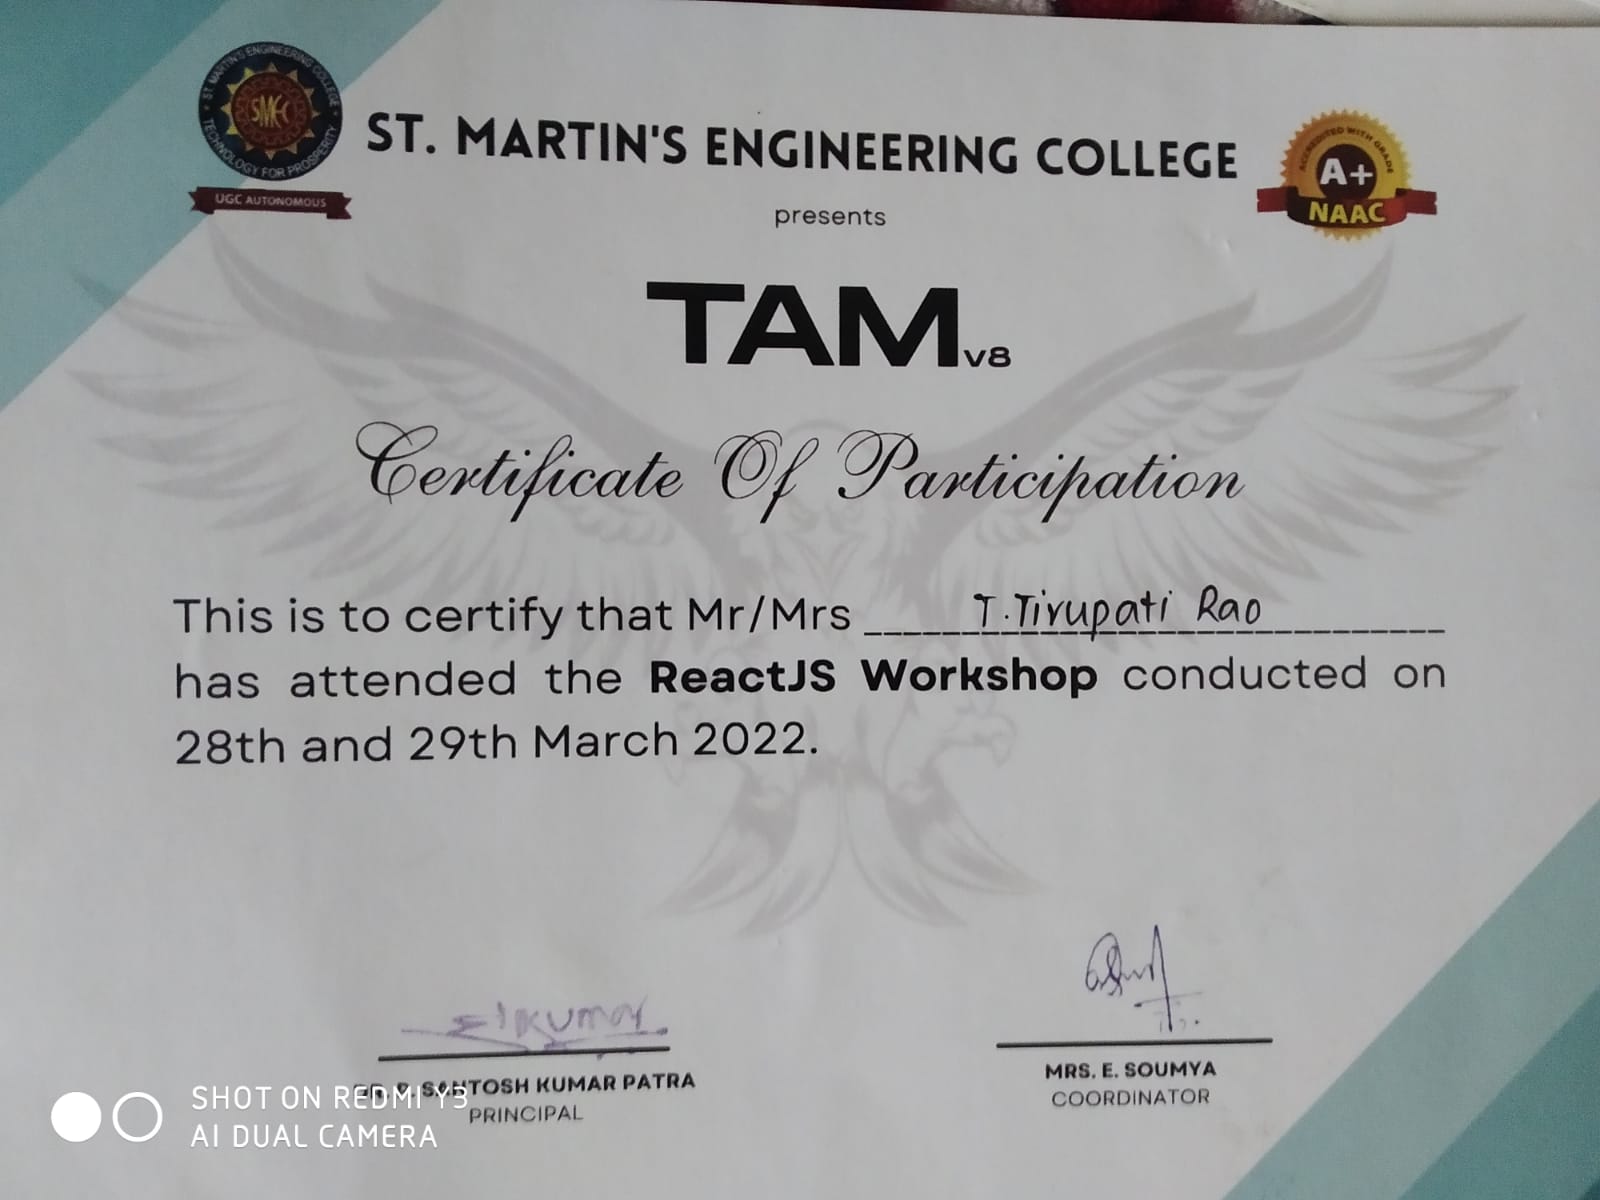 ST. MARTIN'S ENGINEERING COLLEGE
TECHNOLOGY FOR PROSPERITY
SMEC
UGC AUTONOMOUS
ST. MARTIN'S ENGINEERING COLLEGE
ACCREDITED WITH GRADE
A+
NAAC
presents
TAM v8
Certificate Of Participation
This is to certify that Mr/Mrs T. Tirupati Rao
has attended the ReactJS Workshop conducted on
28th and 29th March 2022.
SANTOSH KUMAR PATRA
PRINCIPAL
MRS. E. SOUMYA
COORDINATOR
SHOT ON REDMI Y3
AI DUAL CAMERA